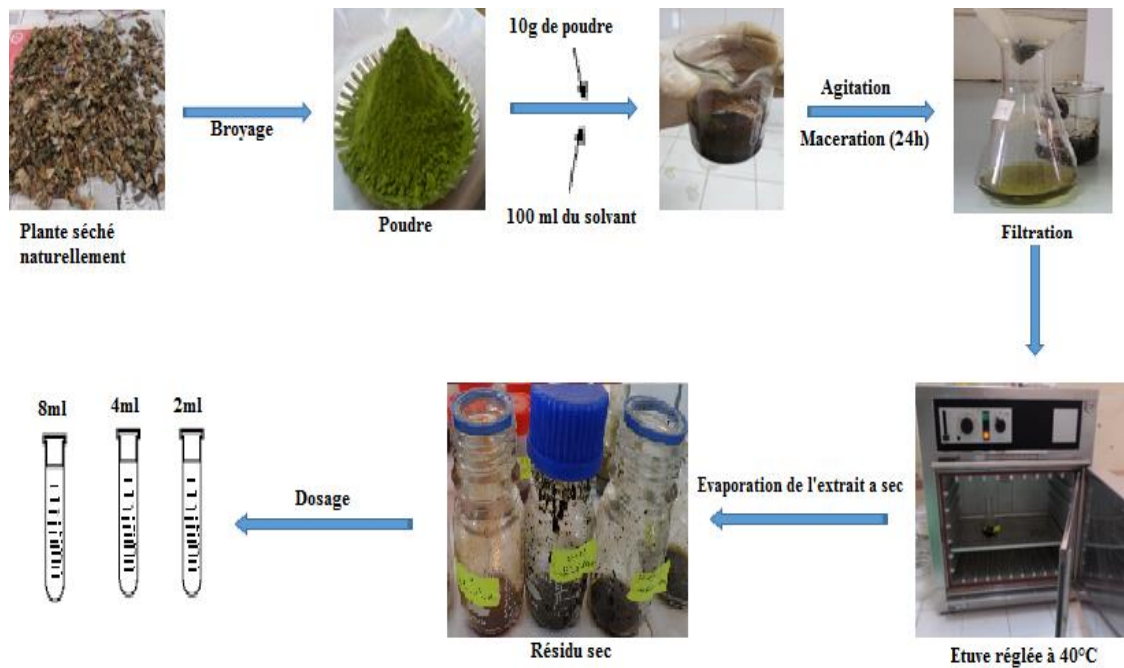 10g de poudre
Broyage
Agitation
Maceration (24h)
100 ml du solvant
Poudre
Plante séché
naturellement
Filtration
8ml
4ml
2ml
Dosage
Evaporation de l'extrait a sec
Résidu sec
Etuve réglée à 40°C